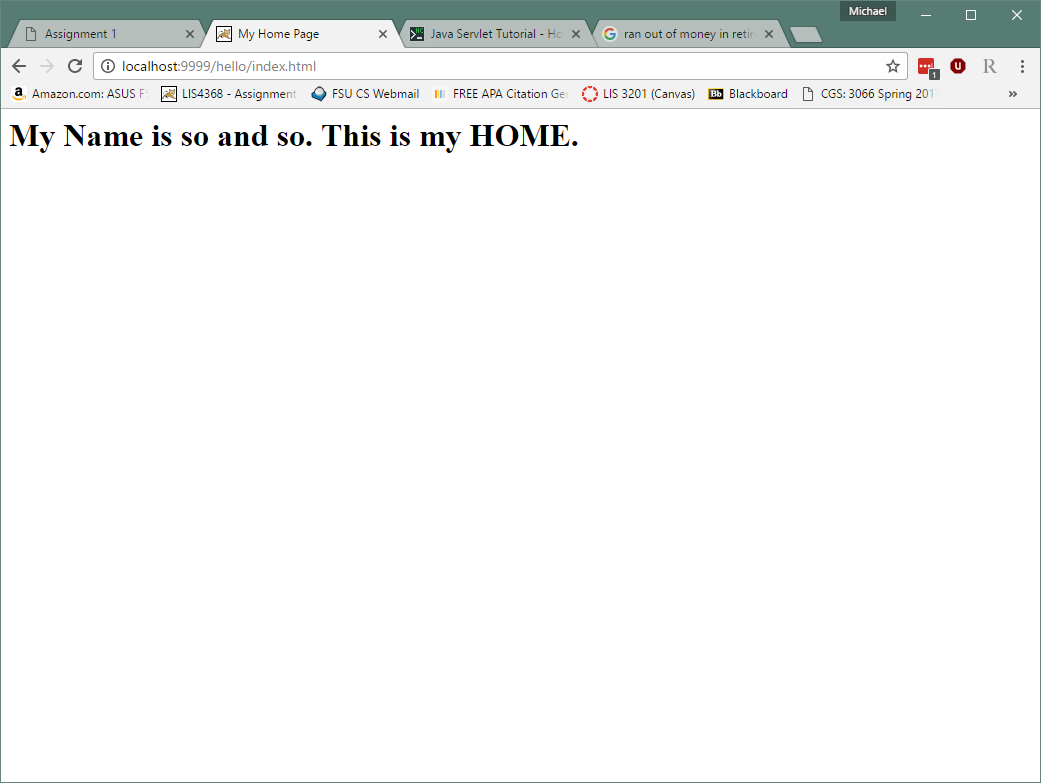 Michael
Assignment 1
My Home Page
Java Servlet Tutorial - Ho
ran out of money in retir
localhost:9999/hello/index.html
1
R
Amazon.com: ASUS F
LIS4368 - Assignment
FSU CS Webmail
FREE APA Citation Ge
LIS 3201 (Canvas)
Bb
Blackboard
CGS: 3066 Spring 201
»
My Name is so and so. This is my HOME.